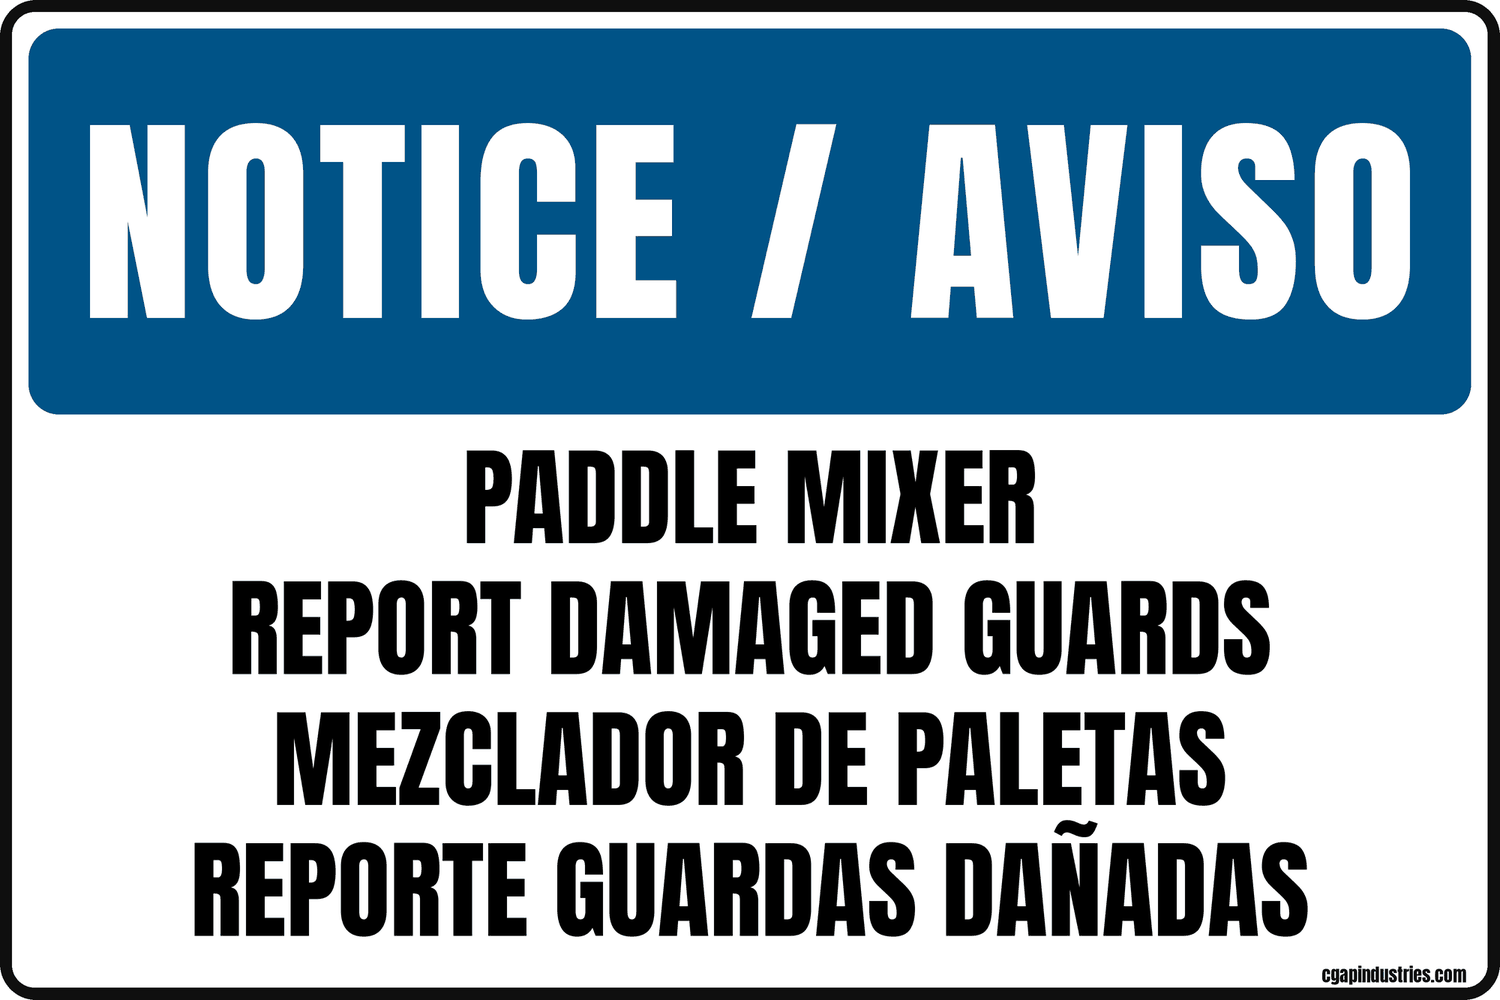 NOTICE / AVISO
PADDLE MIXER
REPORT DAMAGED GUARDS
MEZCLADOR DE PALETAS
REPORTE GUARDAS DAÑADAS
cgapindustries.com